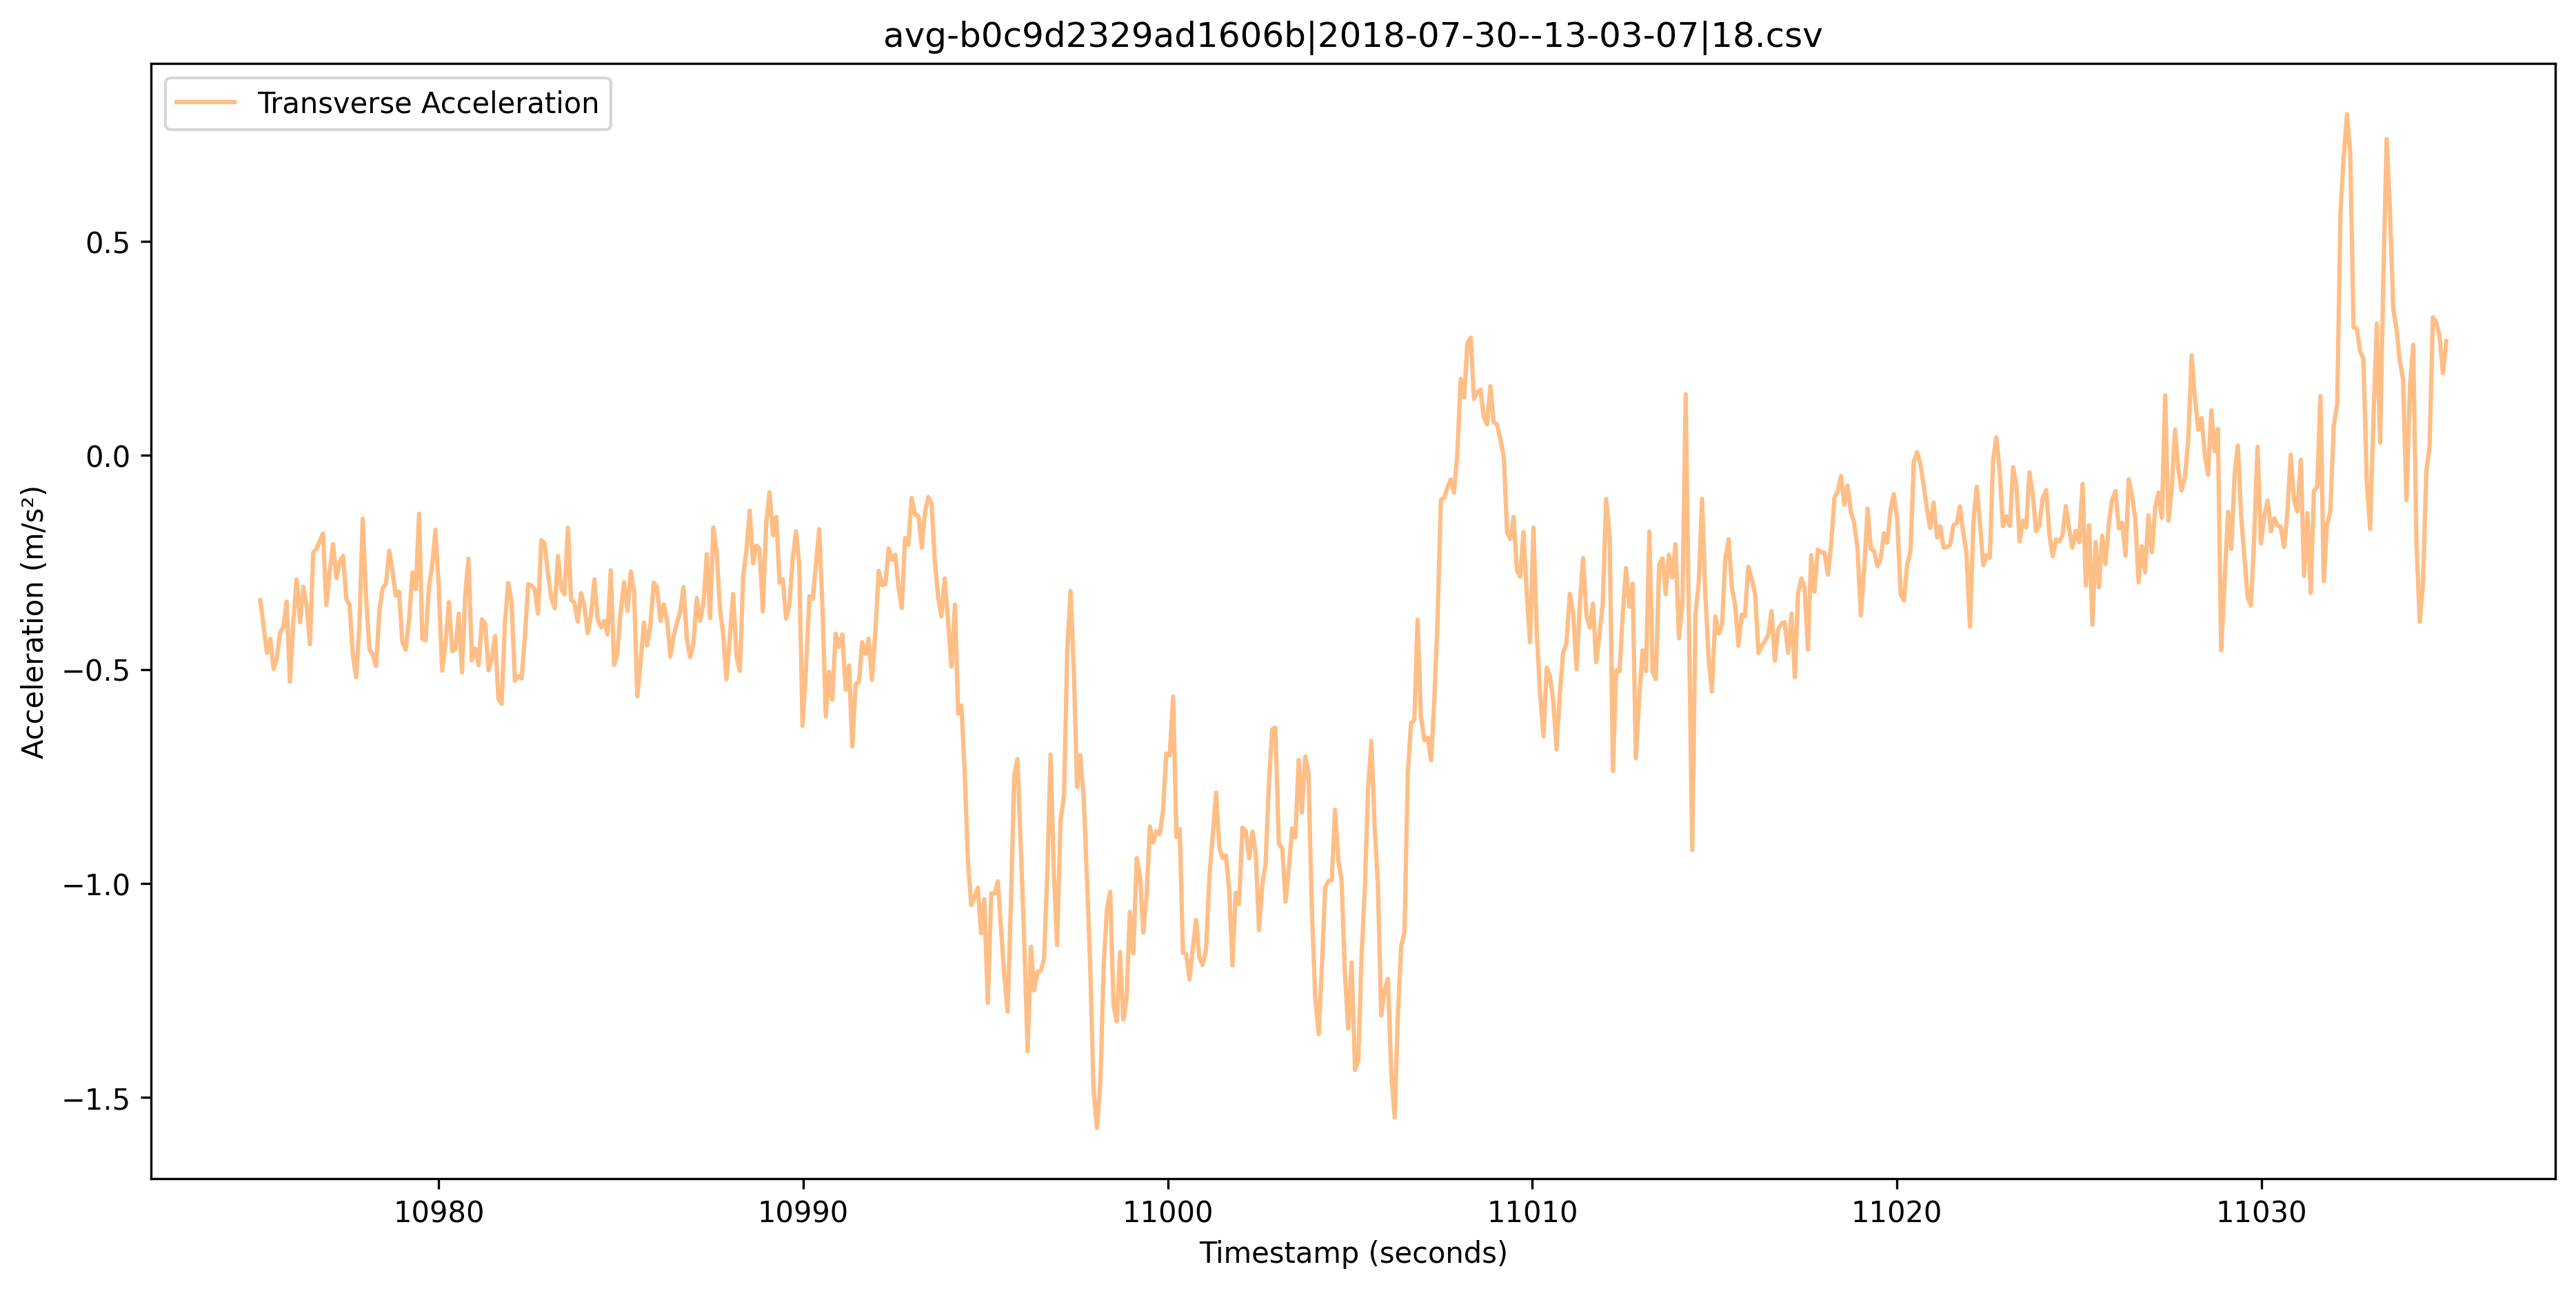 avg-b0c9d2329ad1606b|2018-07-30--13-03-07|18.csv
Transverse Acceleration
Acceleration (m/s²)
0.5
0.0
−0.5
−1.0
−1.5
10980 10990 11000 11010 11020 11030
Timestamp (seconds)